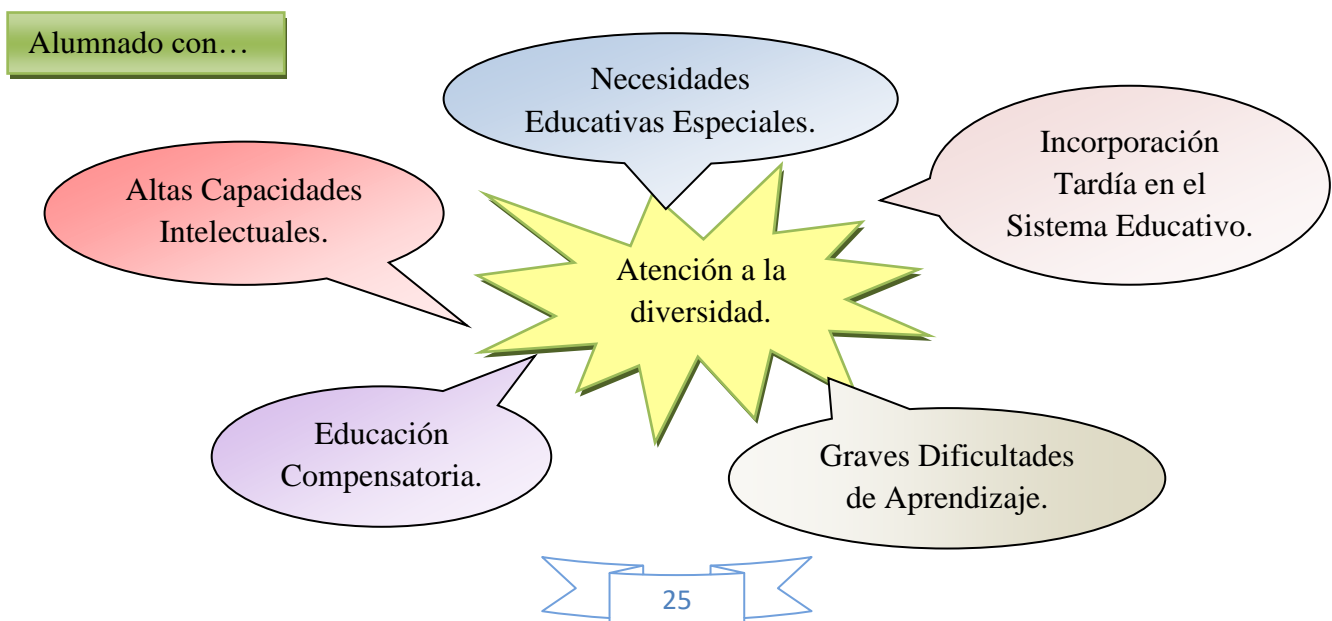 Alumnado con…
Necesidades
Educativas Especiales.
Incorporación
Tardía en el
Sistema Educativo.
Altas Capacidades
Intelectuales.
Atención a la
diversidad.
Educación
Compensatoria.
Graves Dificultades
de Aprendizaje.
25